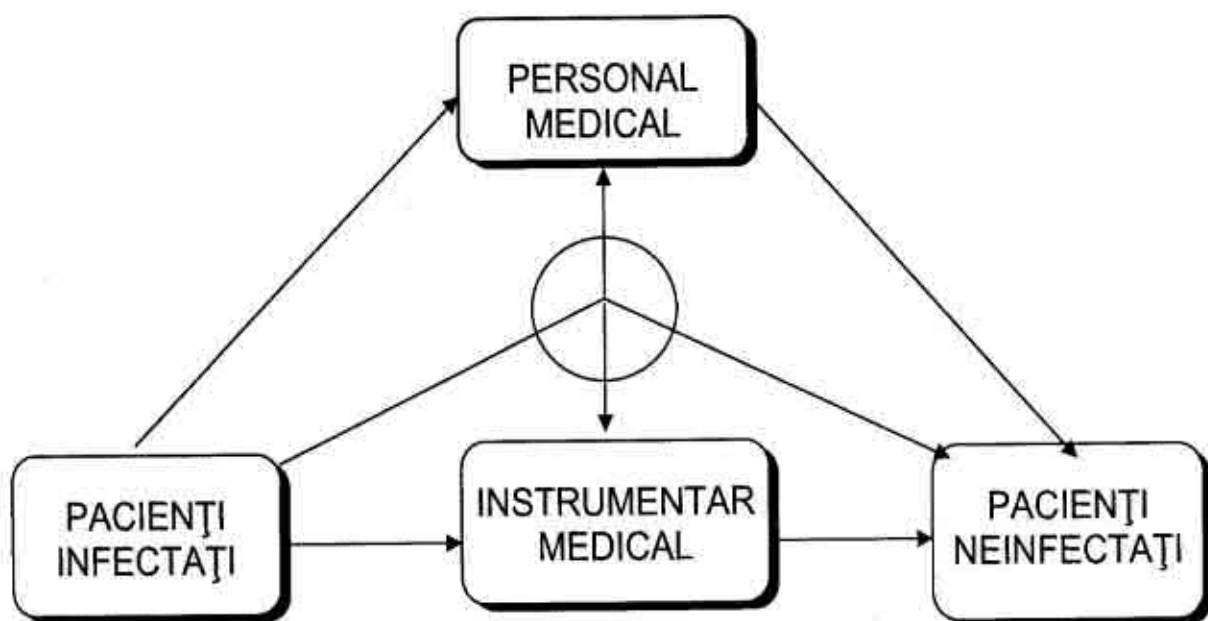 PERSONAL
MEDICAL
PACIENŢI
INFECTAŢI
INSTRUMENTAR
MEDICAL
PACIENŢI
NEINFECTAŢI